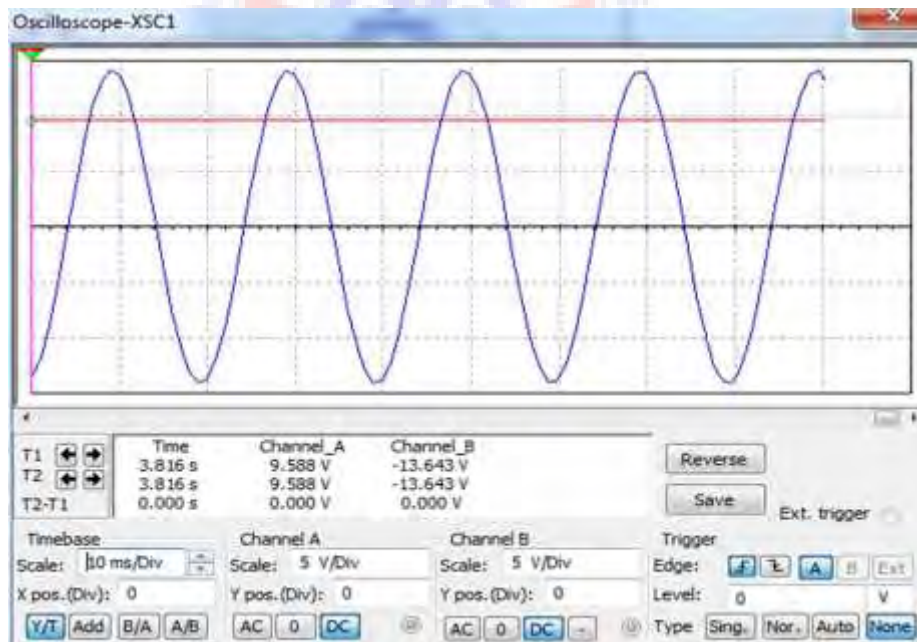 Oscilloscope-XSC1
Time Channel_A Channel_B
T1 3.816 s 9.588 V -13.643 V
T2 3.816 s 9.588 V -13.643 V
T2-T1 0.000 s 0.000 V 0.000 V
Reverse
Save
Ext. trigger
Timebase
Scale: 10 ms/Div
X pos.(Div): 0
Y/T Add B/A A/B
Channel A
Scale: 5 V/Div
Y pos.(Div): 0
AC 0 DC
Channel B
Scale: 5 V/Div
Y pos.(Div): 0
AC 0 DC -
Trigger
Edge: A B Ext
Level: 0 V
Type Sing. Nor. Auto None